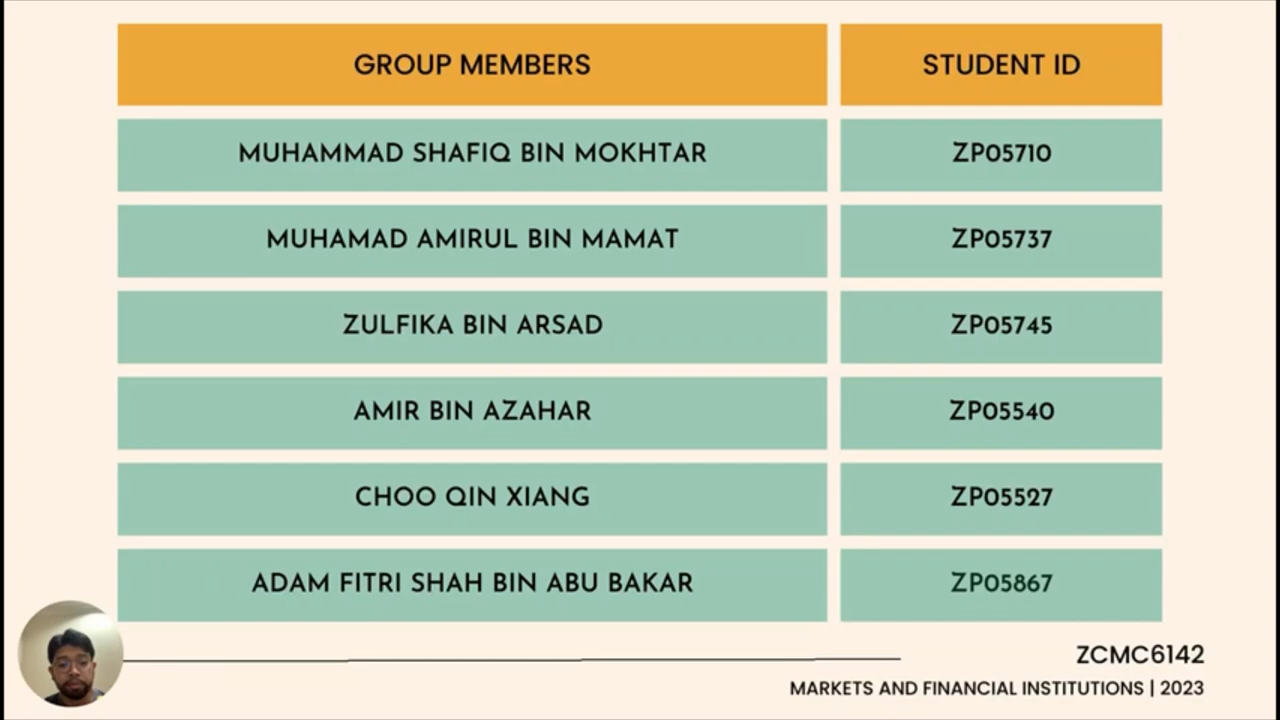 GROUP MEMBERS STUDENT ID
MUHAMMAD SHAFIQ BIN MOKHTAR ZP05710
MUHAMAD AMIRUL BIN MAMAT ZP05737
ZULFIKA BIN ARSAD ZP05745
AMIR BIN AZAHAR ZP05540
CHOO QIN XIANG ZP05527
ADAM FITRI SHAH BIN ABU BAKAR ZP05867
ZCMC6142
MARKETS AND FINANCIAL INSTITUTIONS | 2023